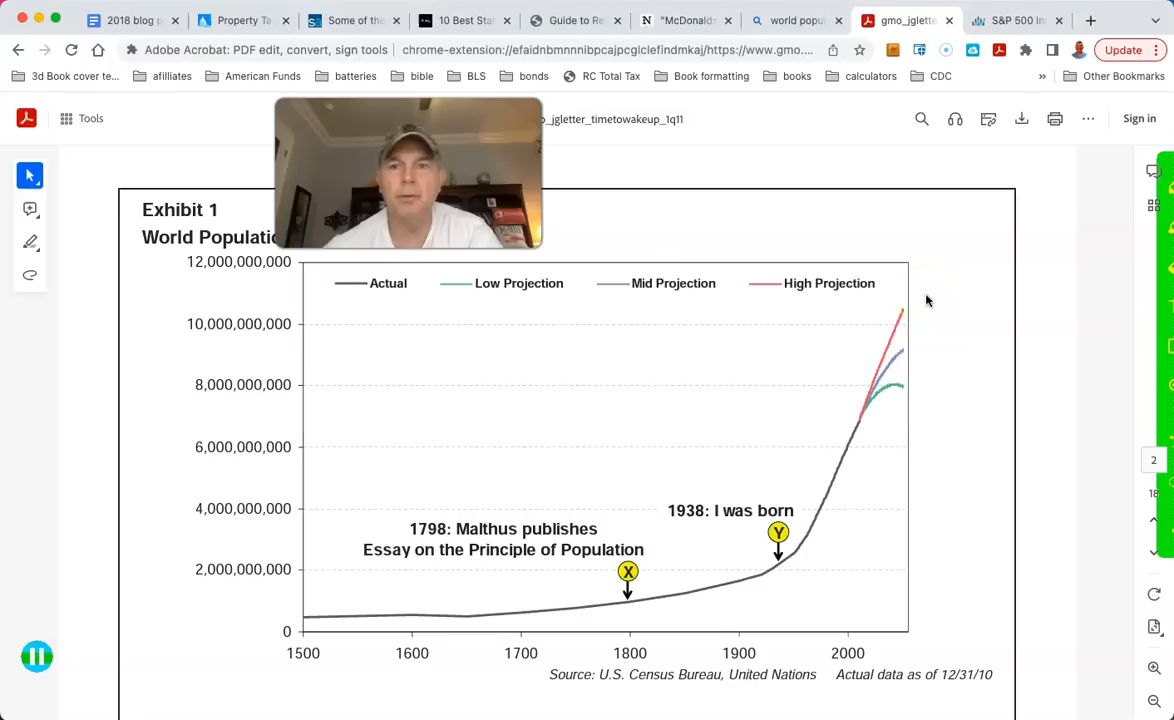 2018 blog p
Property Ta
Some of the
10 Best Sta
Guide to Re
"McDonalds
world popul
gmo_jglette
S&P 500 In
Adobe Acrobat: PDF edit, convert, sign tools
chrome-extension://efaidnbmnnnibpcajpcglclefindmkaj/https://www.gmo....
Update
3d Book cover te...
afilliates
American Funds
batteries
bible
BLS
bonds
RC Total Tax
Book formatting
books
calculators
CDC
»
Other Bookmarks
Tools
o_jgletter_timetowakeup_1q11
Sign in
Exhibit 1
World Populatio
12,000,000,000
Actual
Low Projection
Mid Projection
High Projection
10,000,000,000
8,000,000,000
6,000,000,000
4,000,000,000
2,000,000,000
0
1938: I was born
Y
1798: Malthus publishes
Essay on the Principle of Population
X
1500
1600
1700
1800
1900
2000
Source: U.S. Census Bureau, United Nations
Actual data as of 12/31/10
2
18